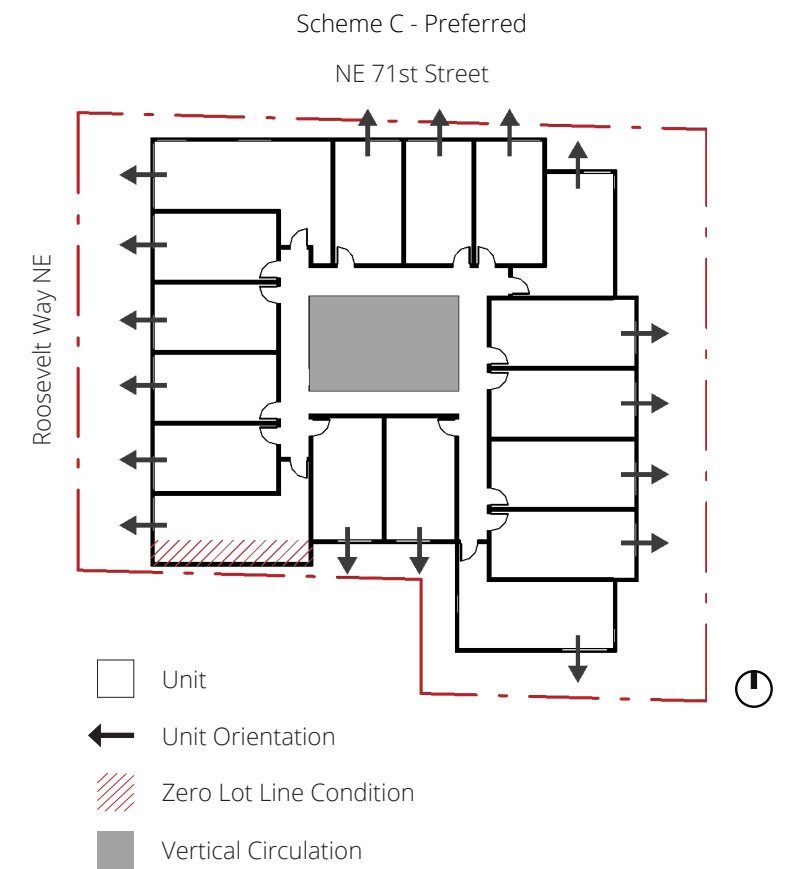 Scheme C - Preferred
NE 71st Street
Roosevelt Way NE
Unit
Unit Orientation
Zero Lot Line Condition
Vertical Circulation